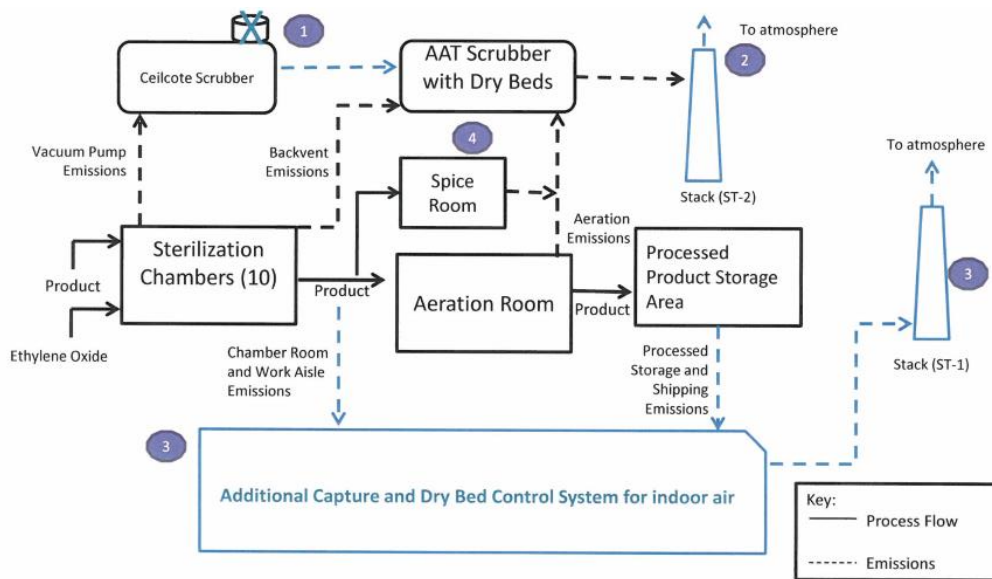 1
To atmosphere
2
Ceilcote Scrubber
AAT Scrubber
with Dry Beds
Vacuum Pump
Emissions
Backvent
Emissions
4
Spice
Room
Stack (ST-2)
To atmosphere
Aeration
Emissions
Sterilization
Chambers (10)
Product
Ethylene Oxide
Product
Aeration Room
Product
Processed
Product Storage
Area
3
Stack (ST-1)
Chamber Room
and Work Aisle
Emissions
Processed
Storage and
Shipping
Emissions
3
Additional Capture and Dry Bed Control System for indoor air
Key:
Process Flow
Emissions